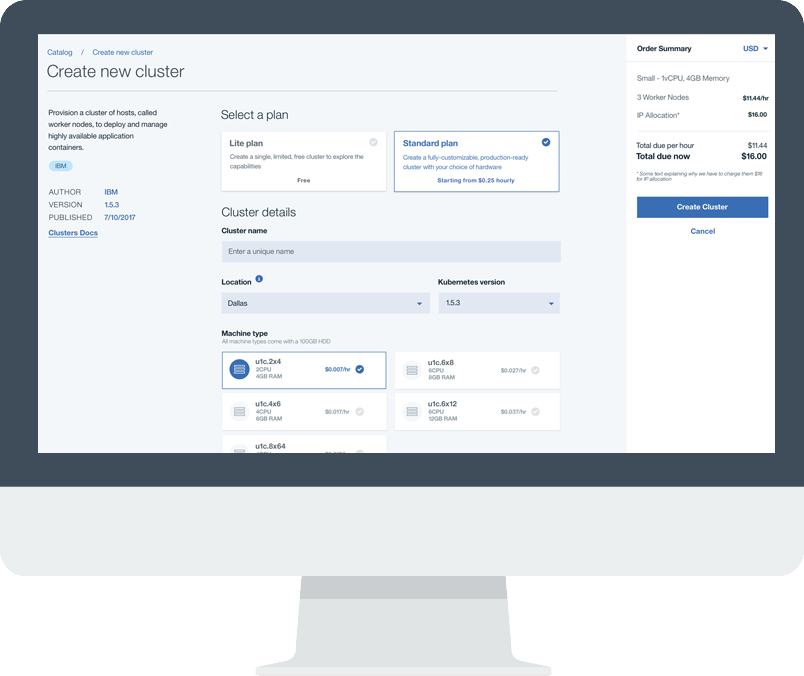 Catalog / Create new cluster
Create new cluster
Provision a cluster of hosts, called
worker nodes, to deploy and manage
highly available application
containers.
IBM
AUTHOR IBM
VERSION 1.5.3
PUBLISHED 7/10/2017
Clusters Docs
Select a plan
Lite plan
Create a single, limited, free cluster to explore the
capabilities
Free
Standard plan
Create a fully-customizable, production-ready
cluster with your choice of hardware
Starting from $0.25 hourly
Cluster details
Cluster name
Enter a unique name
Location
Dallas
Kubernetes version
1.5.3
Machine type
All machine types come with a 100GB HDD
u1c.2x4
2CPU
4GB RAM
$0.007/hr
u1c.6x8
6CPU
8GB RAM
$0.027/hr
u1c.4x6
4CPU
6GB RAM
$0.017/hr
u1c.6x12
6CPU
12GB RAM
$0.037/hr
u1c.8x64
Order Summary USD
Small - 1vCPU, 4GB Memory
3 Worker Nodes $11.44/hr
IP Allocation* $16.00
Total due per hour $11.44
Total due now $16.00
* Some text explaining why we have to charge them $16
for IP allocation
Create Cluster
Cancel